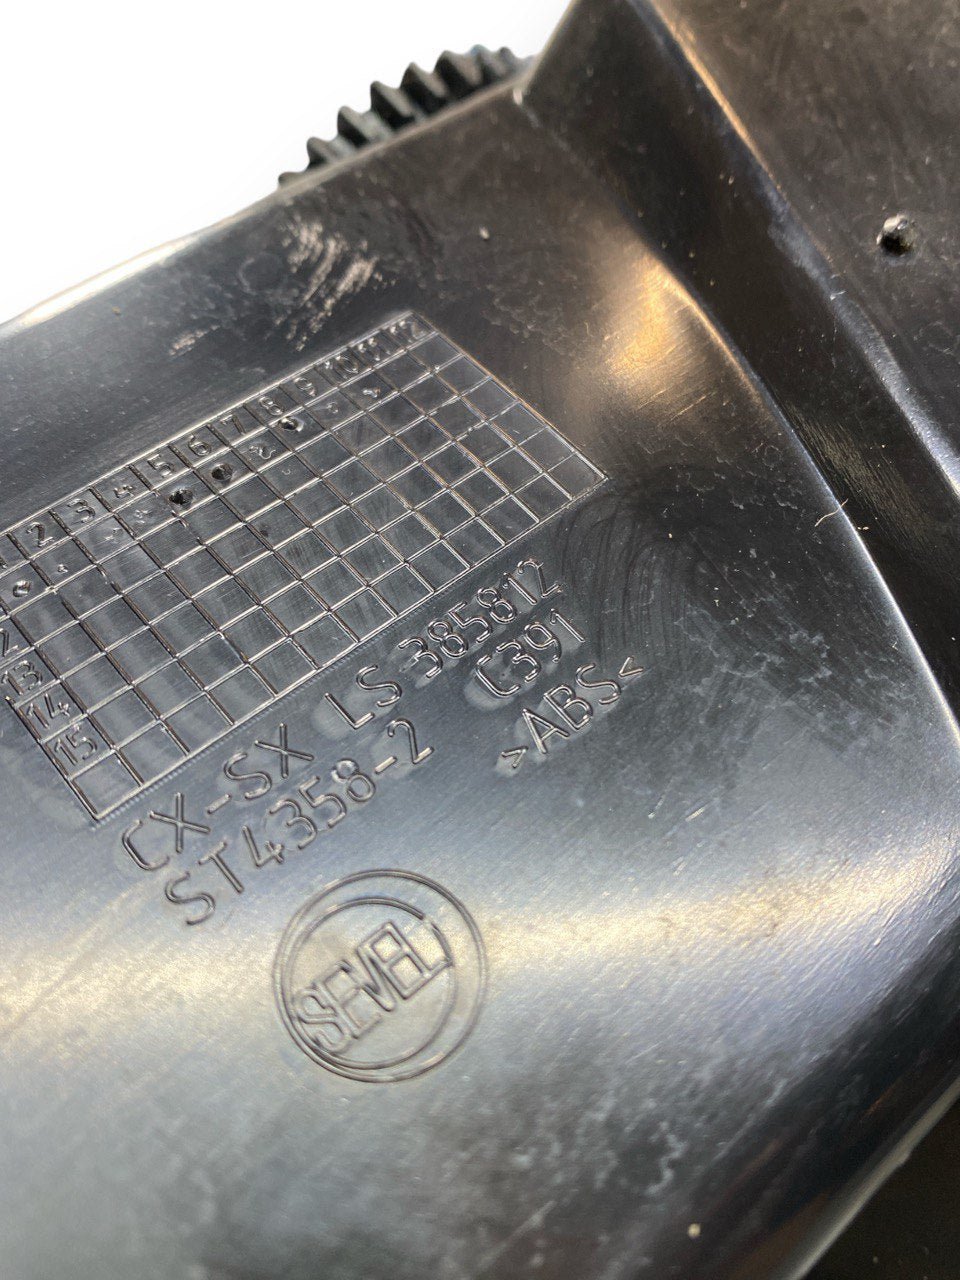 1 2 3 4 5 6 7 8 9 10 11 12
13
14
15
CX-SX LS 385812
ST4358-2 C391
>ABS<
SEVEL